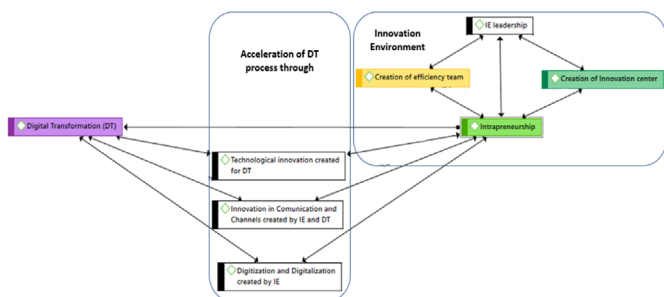 Acceleration of DT
process through
Innovation
Environment
IE leadership
Creation of efficiency team
Creation of Innovation center
Digital Transformation (DT)
Intrapreneurship
Technological innovation created
for DT
Innovation in Comunication and
Channels created by IE and DT
Digitization and Digitalization
created by IE